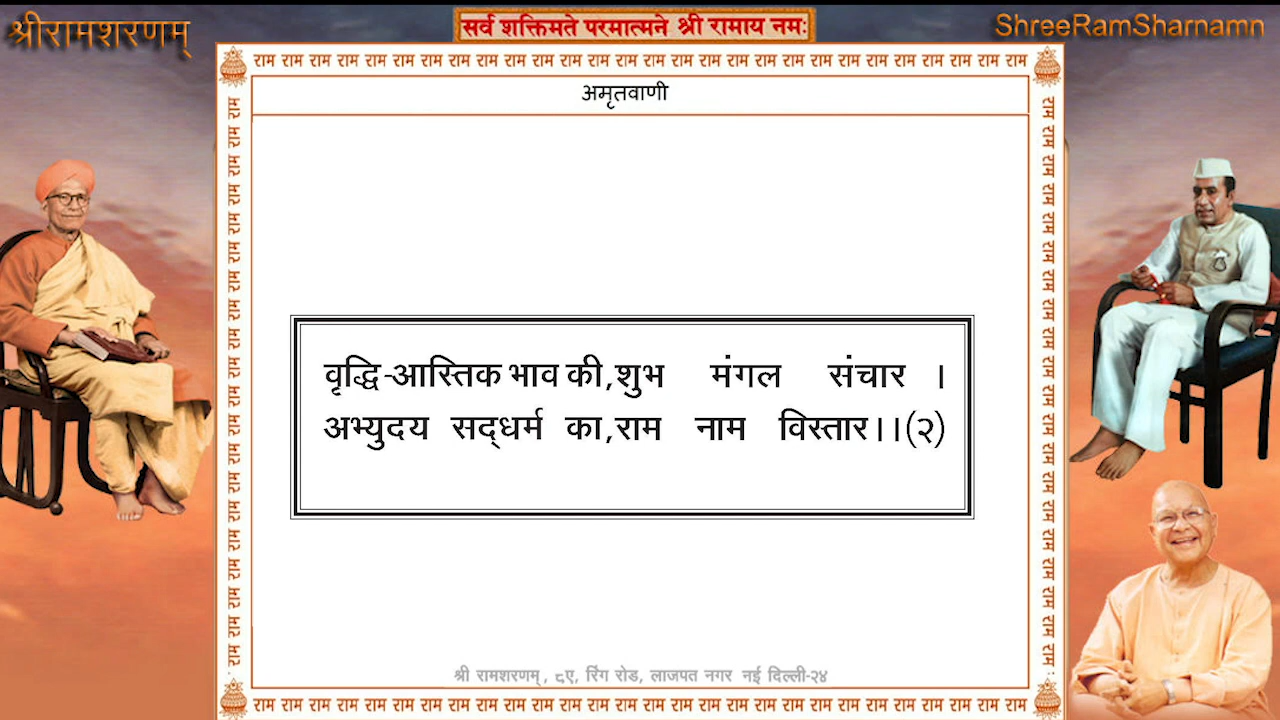 श्रीरामशरणम्
सर्व शक्तिमते परमात्मने श्री रामाय नमः
ShreeRamSharnamn
राम राम राम राम राम राम राम राम राम राम राम राम राम राम राम राम राम राम राम राम राम राम राम राम राम राम राम राम
अमृतवाणी
वृद्धि-आस्तिक भाव की,शुभ मंगल संचार ।
अभ्युदय सद्धर्म का,राम नाम विस्तार।।(२)
श्री रामशरणम् , ८ए, रिंग रोड, लाजपत नगर नई दिल्ली-२४
राम राम राम राम राम राम राम राम राम राम राम राम राम राम राम राम राम राम राम राम राम राम राम राम राम राम राम राम